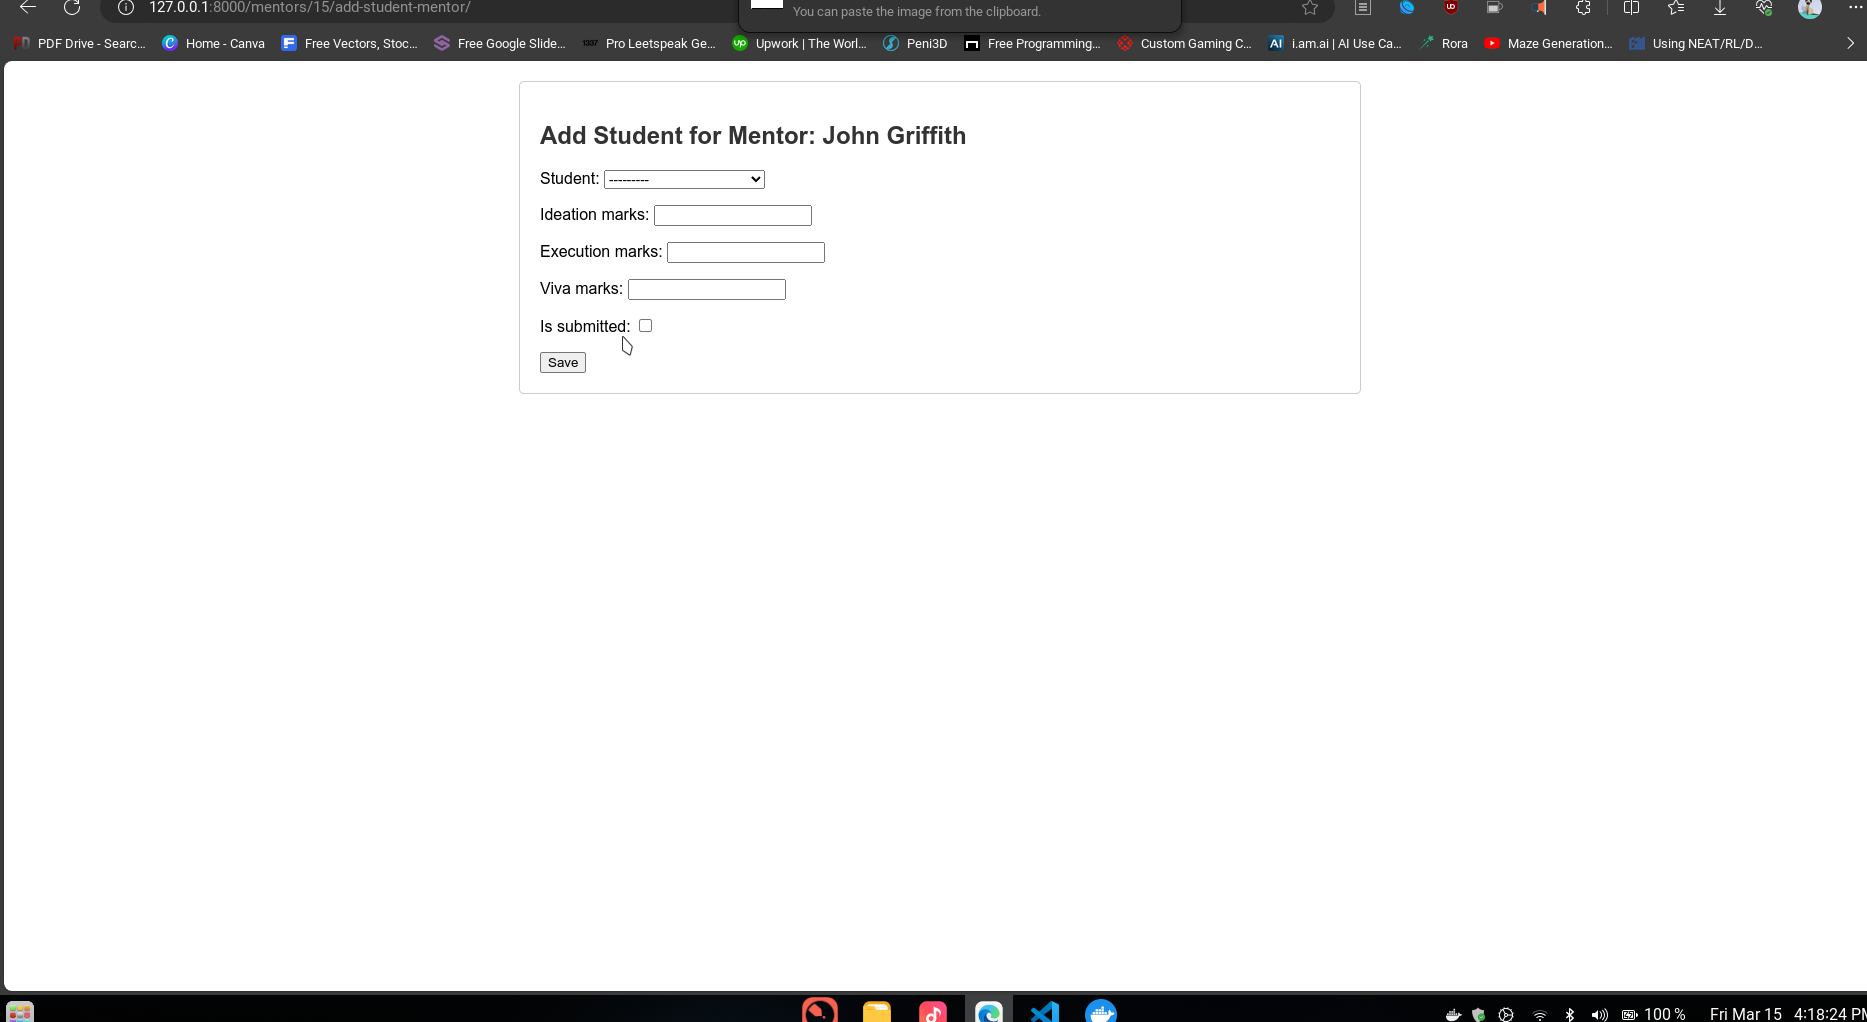 127.0.0.1:8000/mentors/15/add-student-mentor/
You can paste the image from the clipboard.
PDF Drive - Searc... Home - Canva Free Vectors, Stoc... Free Google Slide... 1337 Pro Leetspeak Ge... up Upwork | The Worl... Peni3D Free Programming... Custom Gaming C... AI i.am.ai | AI Use Ca... Rora Maze Generation... Using NEAT/RL/D...
Add Student for Mentor: John Griffith
Student: ---------
Ideation marks:
Execution marks:
Viva marks:
Is submitted:
Save
100 % Fri Mar 15 4:18:24 PM